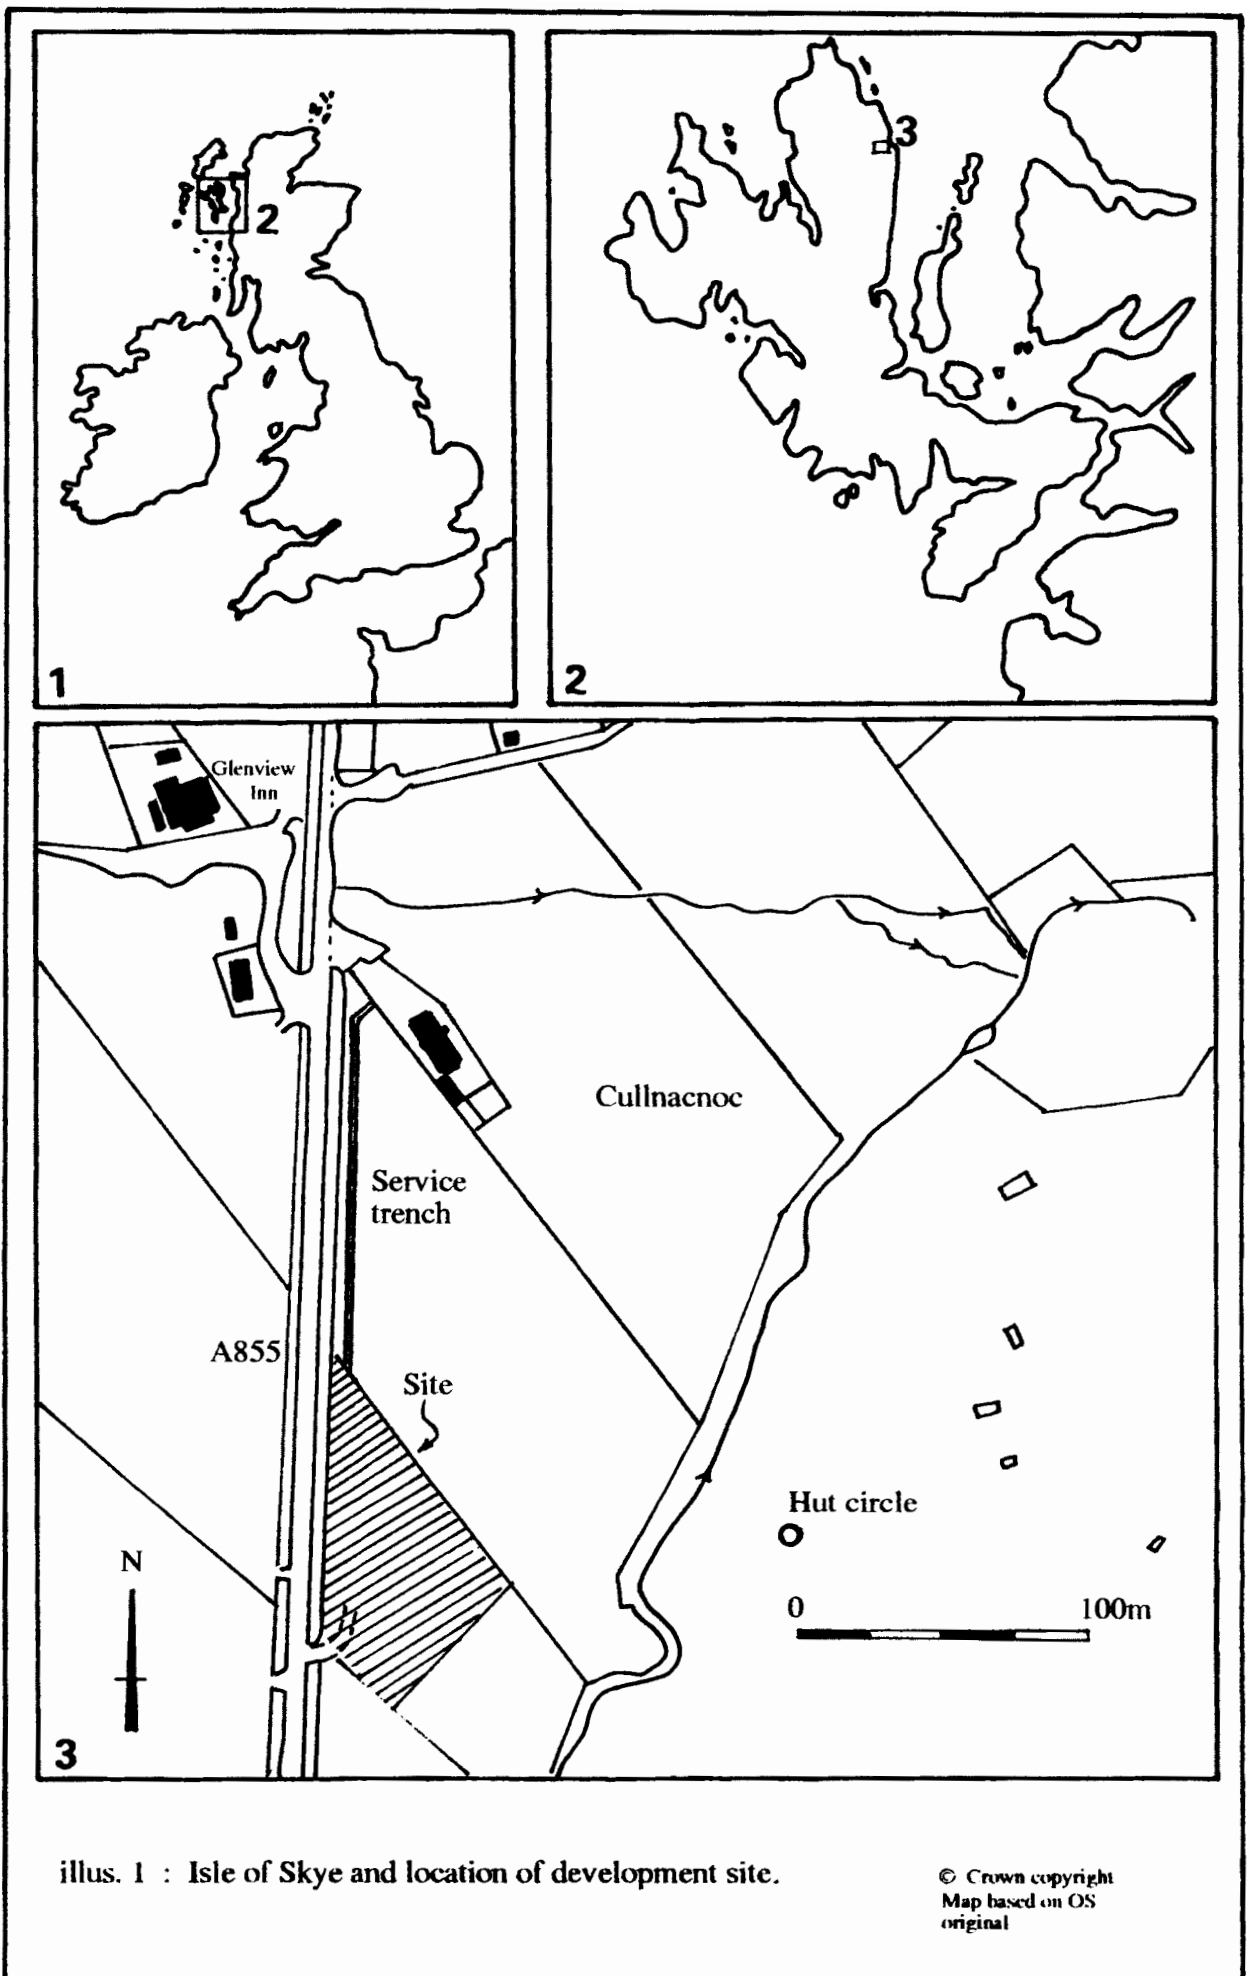 2
1
3
2
Glenview
Inn
Cullnacnoc
Service
trench
A855
Site
Hut circle
N
0 100m
3
illus. 1 : Isle of Skye and location of development site.
© Crown copyright
Map based on OS
original